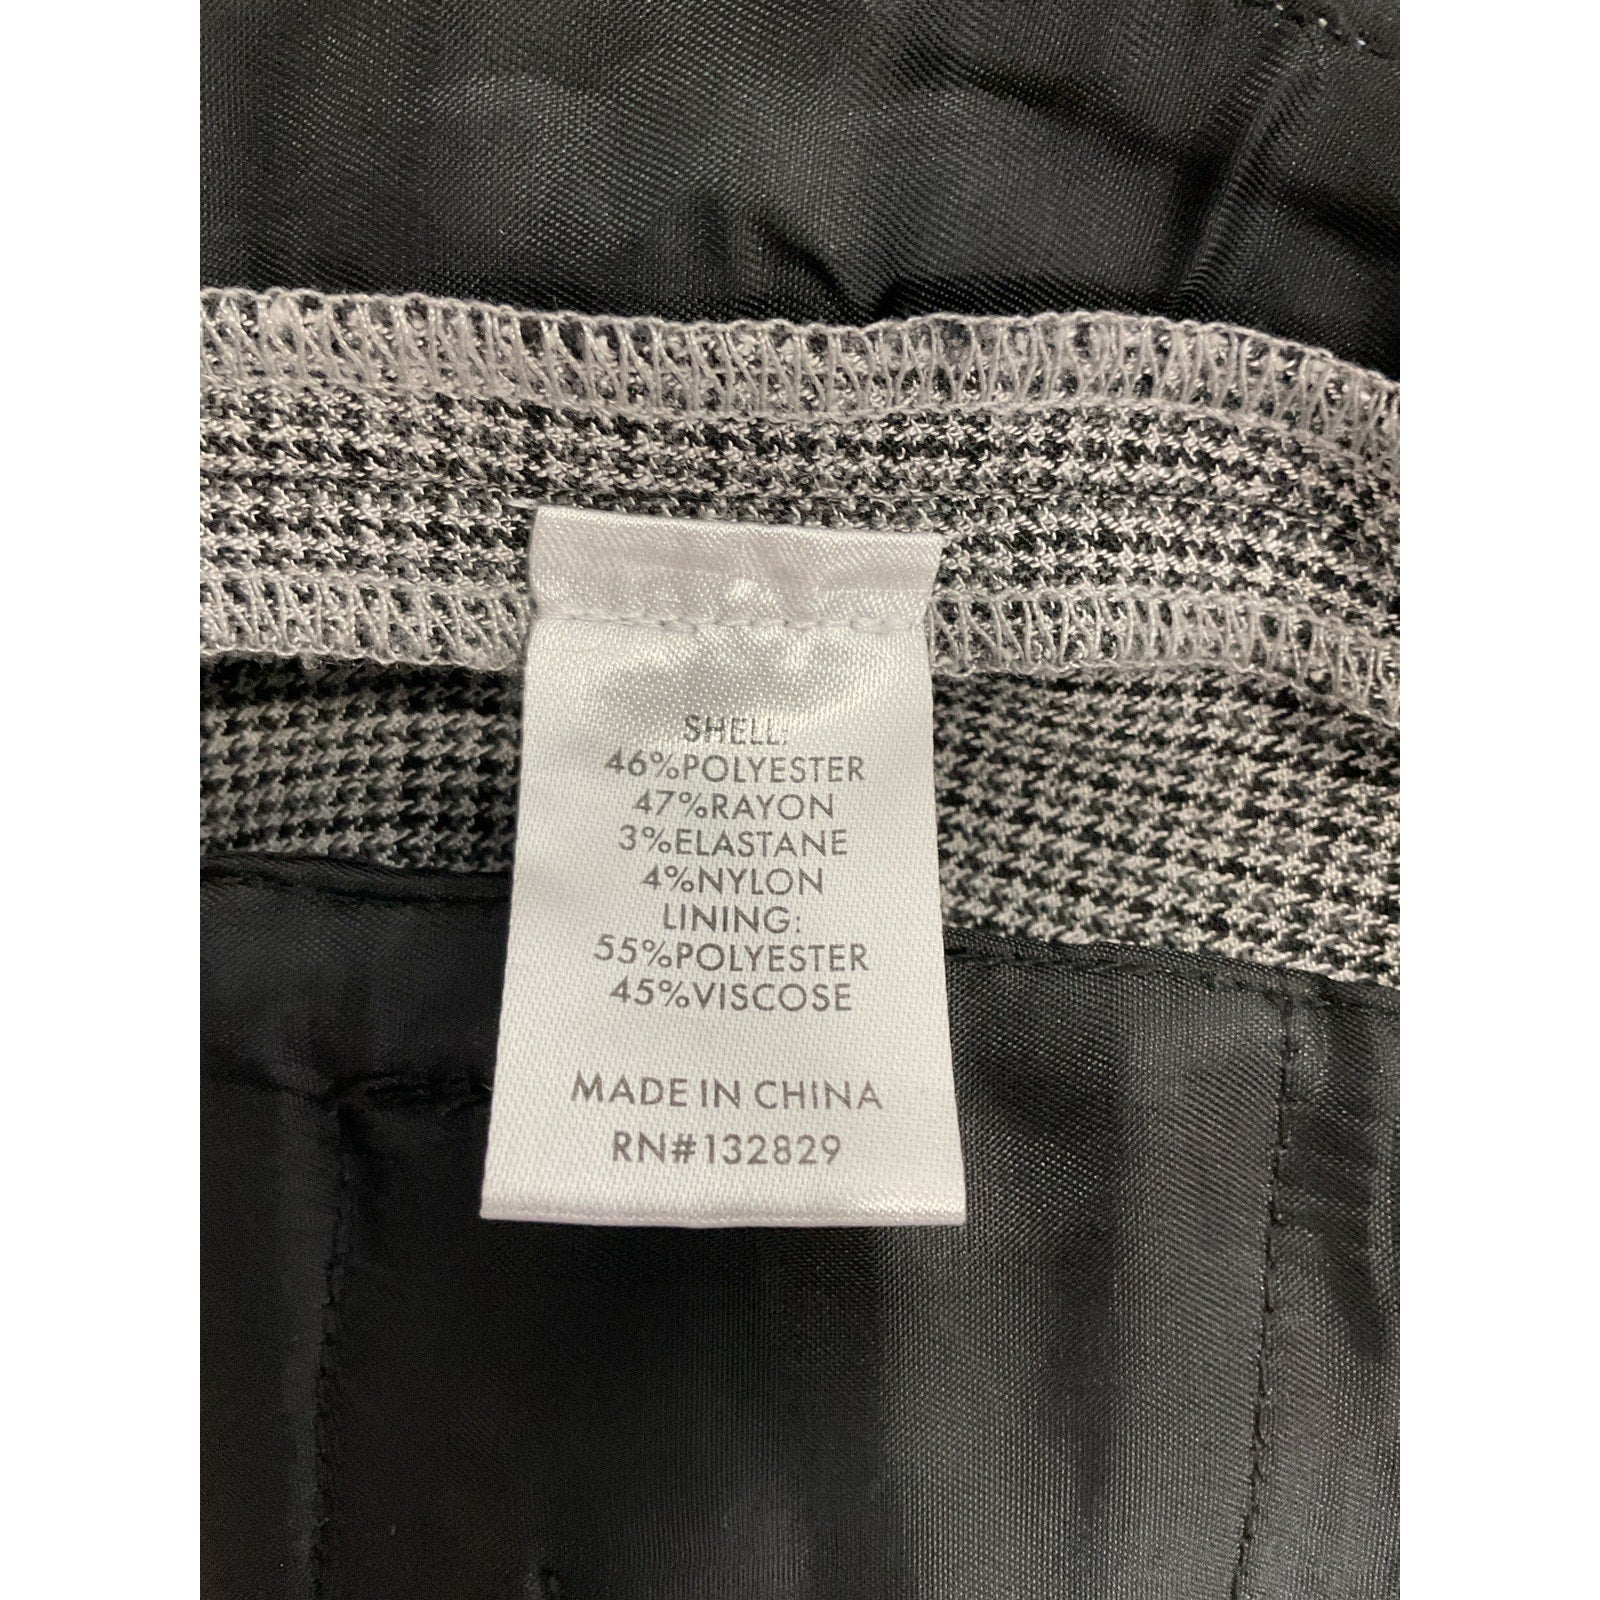 SHELL:
46%POLYESTER
47%RAYON
3%ELASTANE
4%NYLON
LINING:
55%POLYESTER
45%VISCOSE
MADE IN CHINA
RN#132829